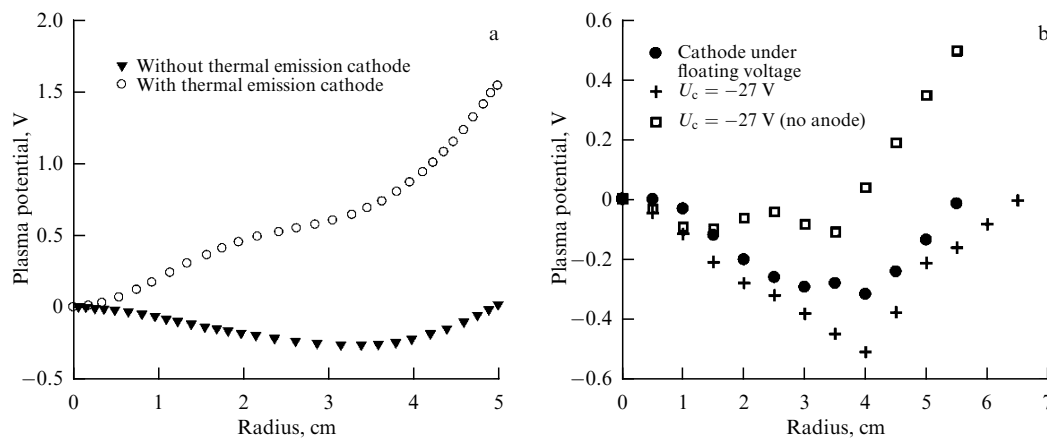 a
Without thermal emission cathode
With thermal emission cathode
Plasma potential, V
2.0
1.5
1.0
0.5
0
−0.5
0 1 2 3 4 5
Radius, cm
b
Cathode under
floating voltage
Uc = −27 V
Uc = −27 V (no anode)
Plasma potential, V
0.6
0.4
0.2
0
−0.2
−0.4
−0.6
0 1 2 3 4 5 6 7
Radius, cm